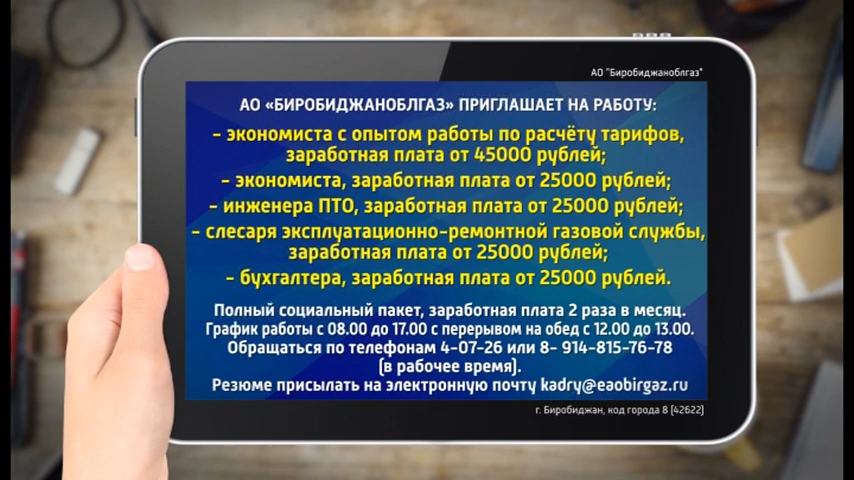 АО "Биробиджаноблгаз"
АО «БИРОБИДЖАНОБЛГАЗ» ПРИГЛАШАЕТ НА РАБОТУ:
- экономиста с опытом работы по расчёту тарифов,
заработная плата от 45000 рублей;
- экономиста, заработная плата от 25000 рублей;
- инженера ПТО, заработная плата от 25000 рублей;
- слесаря эксплуатационно-ремонтной газовой службы,
заработная плата от 25000 рублей;
- бухгалтера, заработная плата от 25000 рублей.
Полный социальный пакет, заработная плата 2 раза в месяц.
График работы с 08.00 до 17.00 с перерывом на обед с 12.00 до 13.00.
Обращаться по телефонам 4-07-26 или 8- 914-815-76-78
(в рабочее время).
Резюме присылать на электронную почту kadry@eaobirgaz.ru
г. Биробиджан, код города 8 (42622)